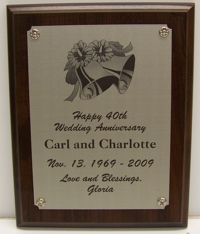 Happy 40th
Wedding Anniversary
Carl and Charlotte
Nov. 13. 1969 - 2009
Love and Blessings,
Gloria